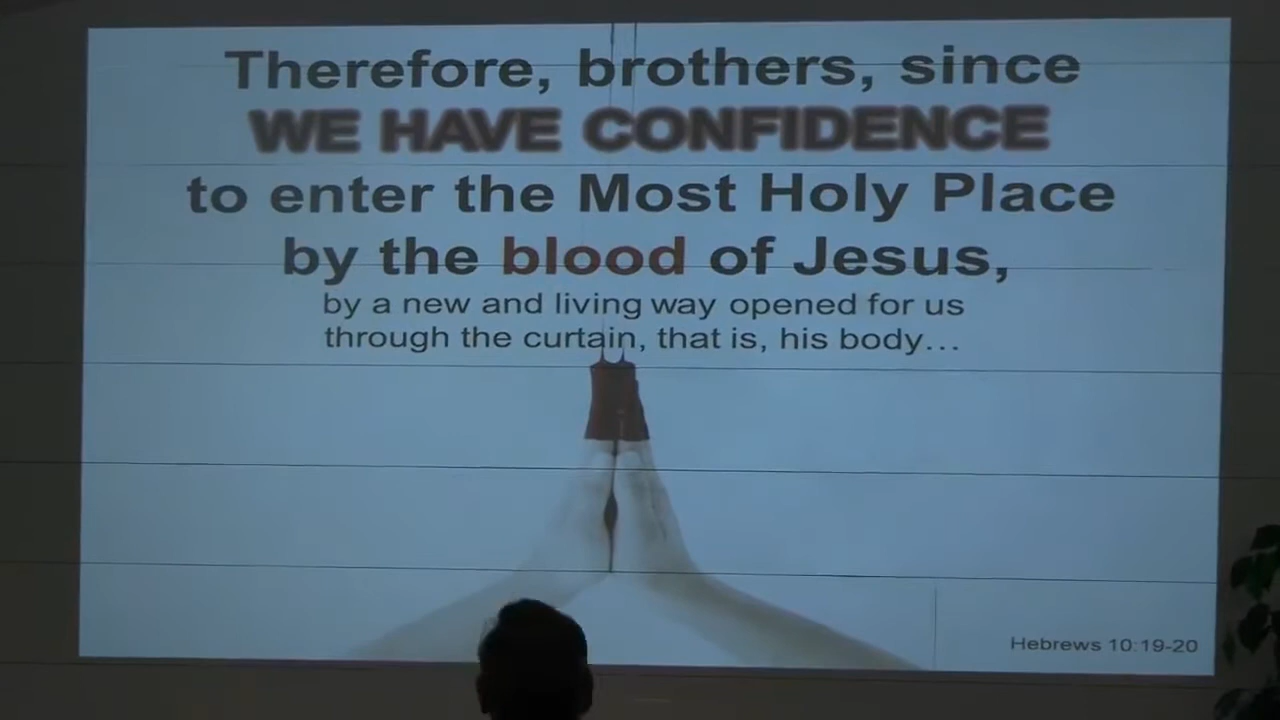 Therefore, brothers, since
WE HAVE CONFIDENCE
to enter the Most Holy Place
by the blood of Jesus,
by a new and living way opened for us
through the curtain, that is, his body…
Hebrews 10:19-20